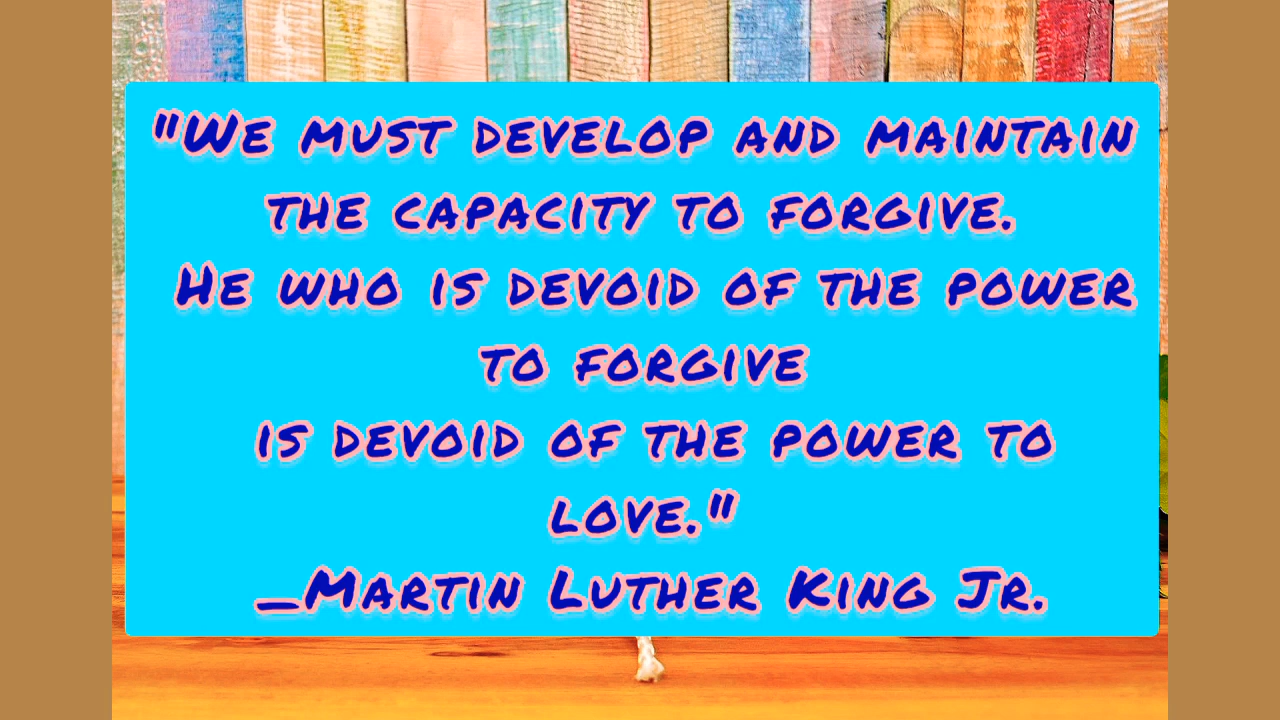 "We must develop and maintain
the capacity to forgive.
He who is devoid of the power
to forgive
is devoid of the power to
love."
_Martin Luther King Jr.